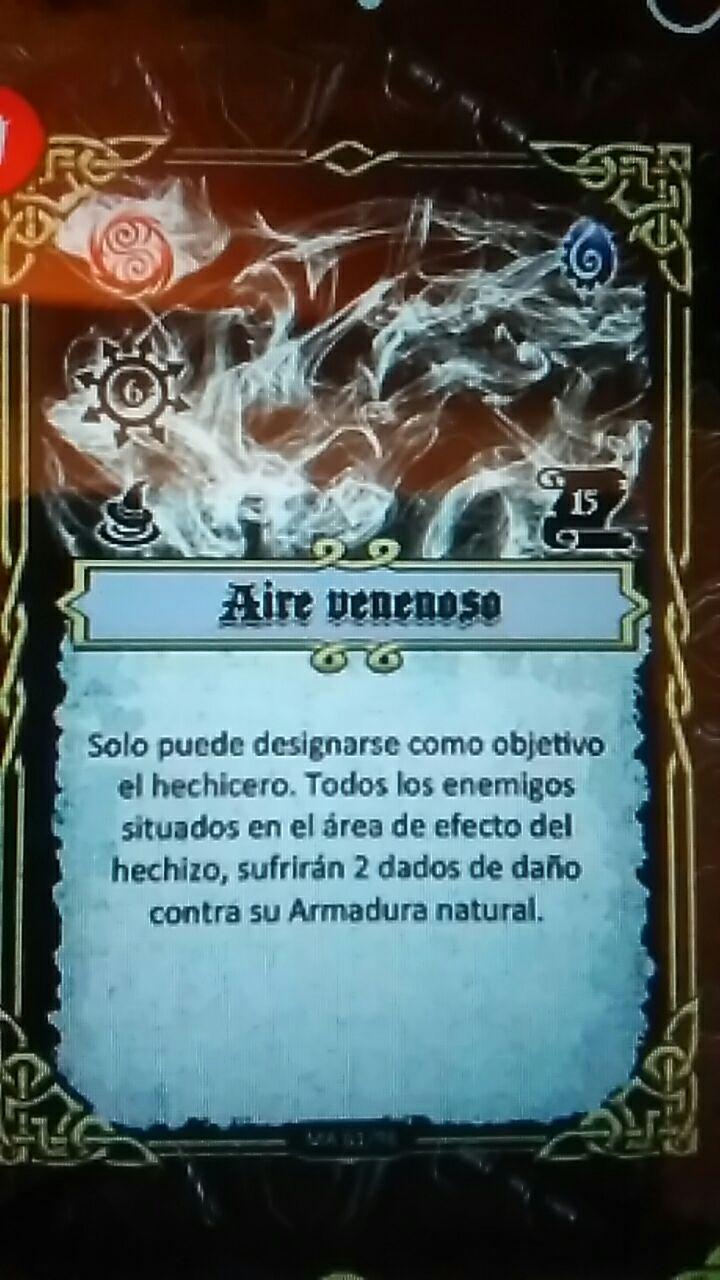 6
15
Aire venenoso
Solo puede designarse como objetivo
el hechicero. Todos los enemigos
situados en el área de efecto del
hechizo, sufrirán 2 dados de daño
contra su Armadura natural.